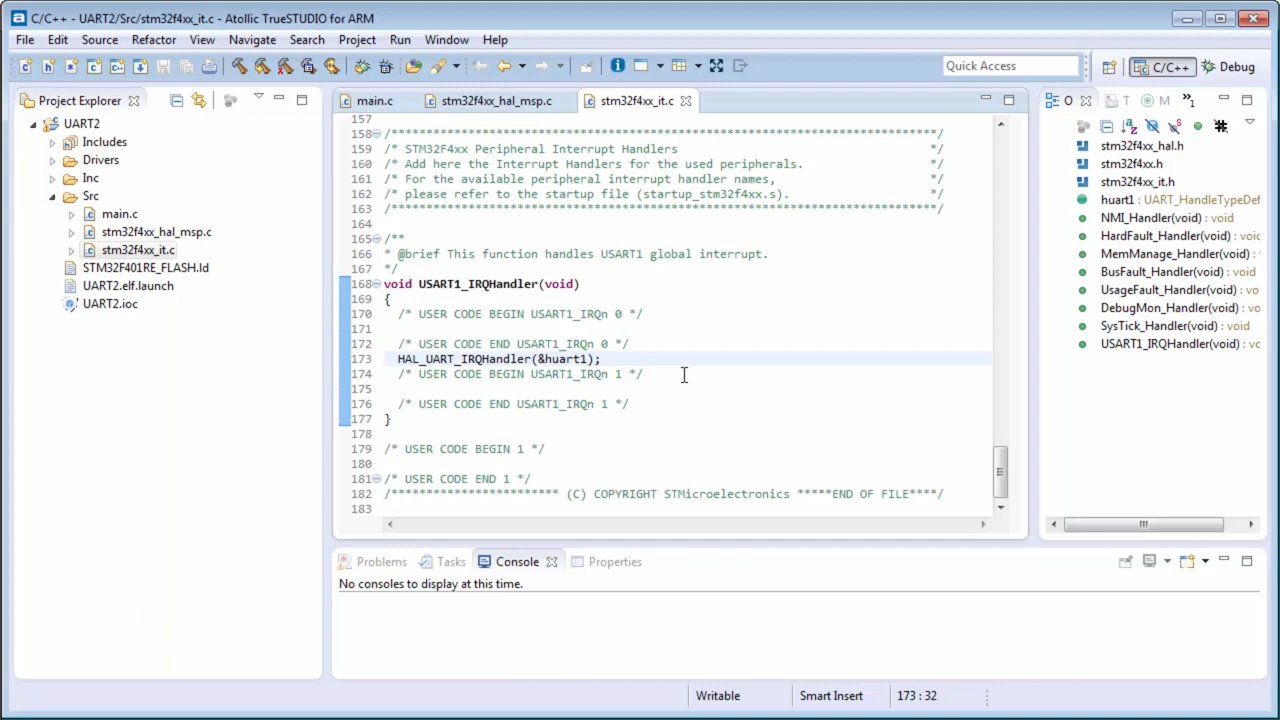 C/C++ - UART2/Src/stm32f4xx_it.c - Atollic TrueSTUDIO for ARM
File Edit Source Refactor View Navigate Search Project Run Window Help
Quick Access
C/C++
Debug
Project Explorer
UART2
Includes
Drivers
Inc
Src
main.c
stm32f4xx_hal_msp.c
stm32f4xx_it.c
STM32F401RE_FLASH.ld
UART2.elf.launch
UART2.ioc
main.c stm32f4xx_hal_msp.c stm32f4xx_it.c
157
158 /******************************************************************************/
159 /* STM32F4xx Peripheral Interrupt Handlers */
160 /* Add here the Interrupt Handlers for the used peripherals. */
161 /* For the available peripheral interrupt handler names, */
162 /* please refer to the startup file (startup_stm32f4xx.s). */
163 /******************************************************************************/
164
165 /**
166 * @brief This function handles USART1 global interrupt.
167 */
168 void USART1_IRQHandler(void)
169 {
170 /* USER CODE BEGIN USART1_IRQn 0 */
171
172 /* USER CODE END USART1_IRQn 0 */
173 HAL_UART_IRQHandler(&huart1);
174 /* USER CODE BEGIN USART1_IRQn 1 */
175
176 /* USER CODE END USART1_IRQn 1 */
177 }
178
179 /* USER CODE BEGIN 1 */
180
181 /* USER CODE END 1 */
182 /************************ (C) COPYRIGHT STMicroelectronics *****END OF FILE****/
183
O T M »1
stm32f4xx_hal.h
stm32f4xx.h
stm32f4xx_it.h
huart1 : UART_HandleTypeDef
NMI_Handler(void) : void
HardFault_Handler(void) : voic
MemManage_Handler(void) :
BusFault_Handler(void) : void
UsageFault_Handler(void) : vo
DebugMon_Handler(void) : vo
SysTick_Handler(void) : void
USART1_IRQHandler(void) : vc
Problems Tasks Console Properties
No consoles to display at this time.
Writable Smart Insert 173 : 32